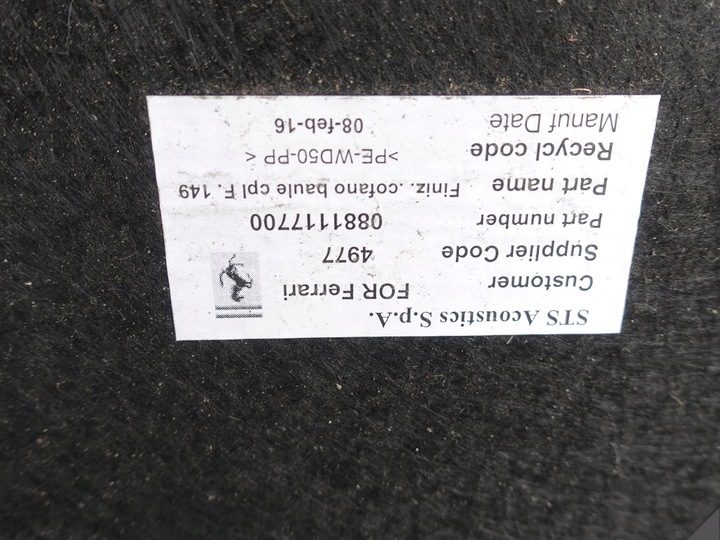 STS Acoustics S.p.A.
Customer FOR Ferrari
Supplier Code 4977
Part number 0881117700
Part name Finiz. .cofano baule cpl F. 149
Recycl code >PE-WD50-PP <
Manuf Date 08-feb-16